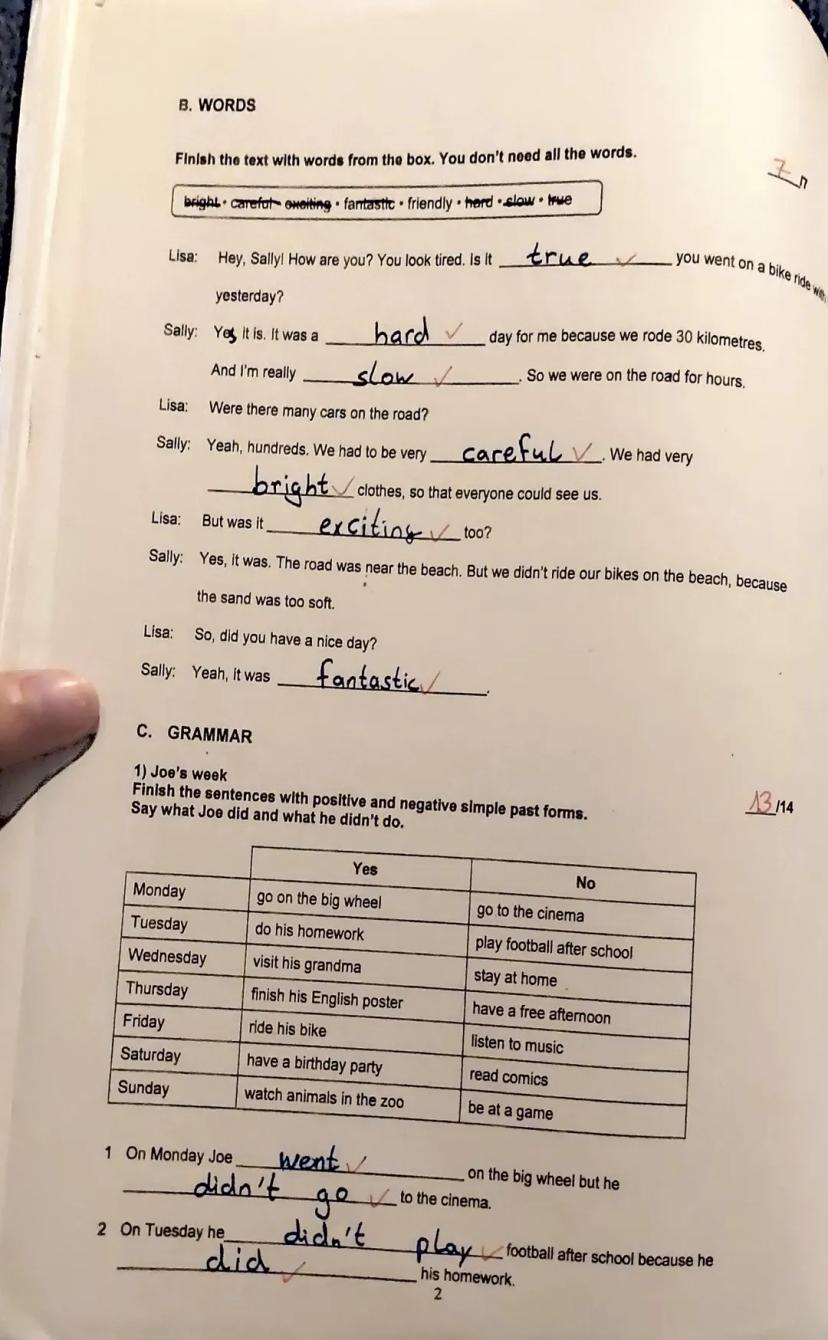 B. WORDS
Finish the text with words from the box. You don't need all the words.
7
bright • careful • exciting • fantastic • friendly • hard • slow • true
Lisa: Hey, Sally! How are you? You look tired. Is it true ✓ you went on a bike ride
yesterday?
Sally: Yes, it is. It was a hard ✓ day for me because we rode 30 kilometres.
And I'm really slow ✓. So we were on the road for hours.
Lisa: Were there many cars on the road?
Sally: Yeah, hundreds. We had to be very careful ✓. We had very
bright ✓ clothes, so that everyone could see us.
Lisa: But was it exciting ✓ too?
Sally: Yes, it was. The road was near the beach. But we didn't ride our bikes on the beach, because
the sand was too soft.
Lisa: So, did you have a nice day?
Sally: Yeah, it was fantastic ✓.
C. GRAMMAR
1) Joe's week
Finish the sentences with positive and negative simple past forms.
Say what Joe did and what he didn't do.
13/14
Yes No
Monday go on the big wheel go to the cinema
Tuesday do his homework play football after school
Wednesday visit his grandma stay at home
Thursday finish his English poster have a free afternoon
Friday ride his bike listen to music
Saturday have a birthday party read comics
Sunday watch animals in the zoo be at a game
1 On Monday Joe went ✓ on the big wheel but he
didn't go ✓ to the cinema.
2 On Tuesday he didn't play ✓ football after school because he
did ✓ his homework.
2